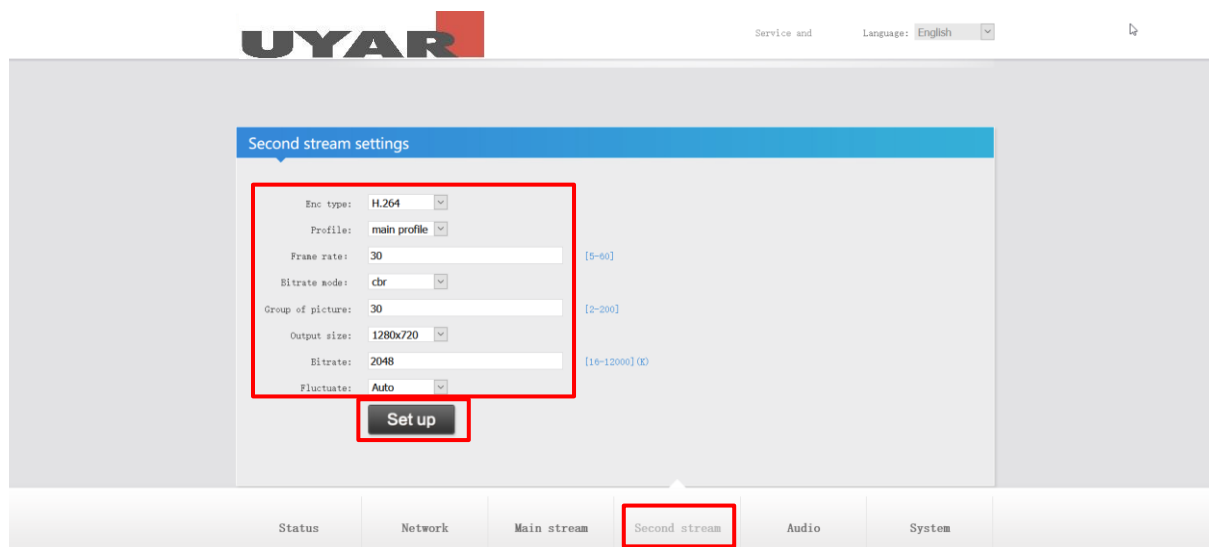 UYAR
Service and Language: English
Second stream settings
Enc type: H.264
Profile: main profile
Frame rate: 30 [5-60]
Bitrate mode: cbr
Group of picture: 30 [2-200]
Output size: 1280x720
Bitrate: 2048 [16-12000](K)
Fluctuate: Auto
Set up
Status Network Main stream Second stream Audio System